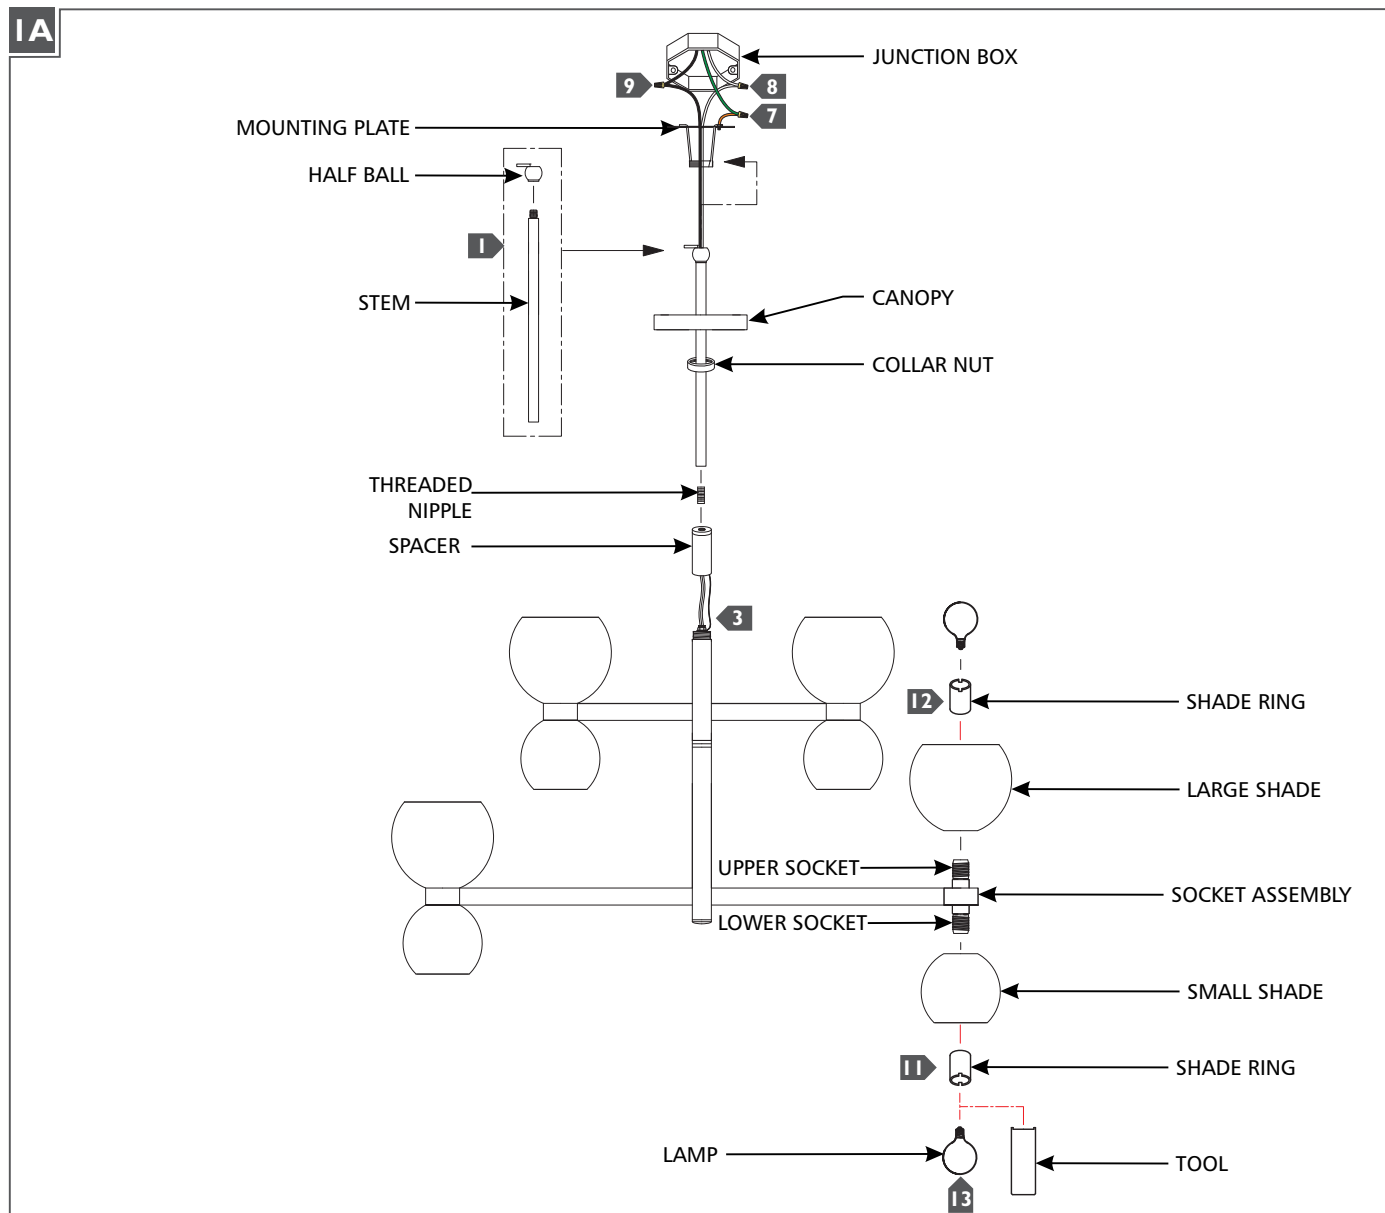 1A
JUNCTION BOX
9
8
7
MOUNTING PLATE
HALF BALL
1
STEM
CANOPY
COLLAR NUT
THREADED
NIPPLE
SPACER
3
12
SHADE RING
LARGE SHADE
UPPER SOCKET
SOCKET ASSEMBLY
LOWER SOCKET
SMALL SHADE
11
SHADE RING
LAMP
TOOL
13